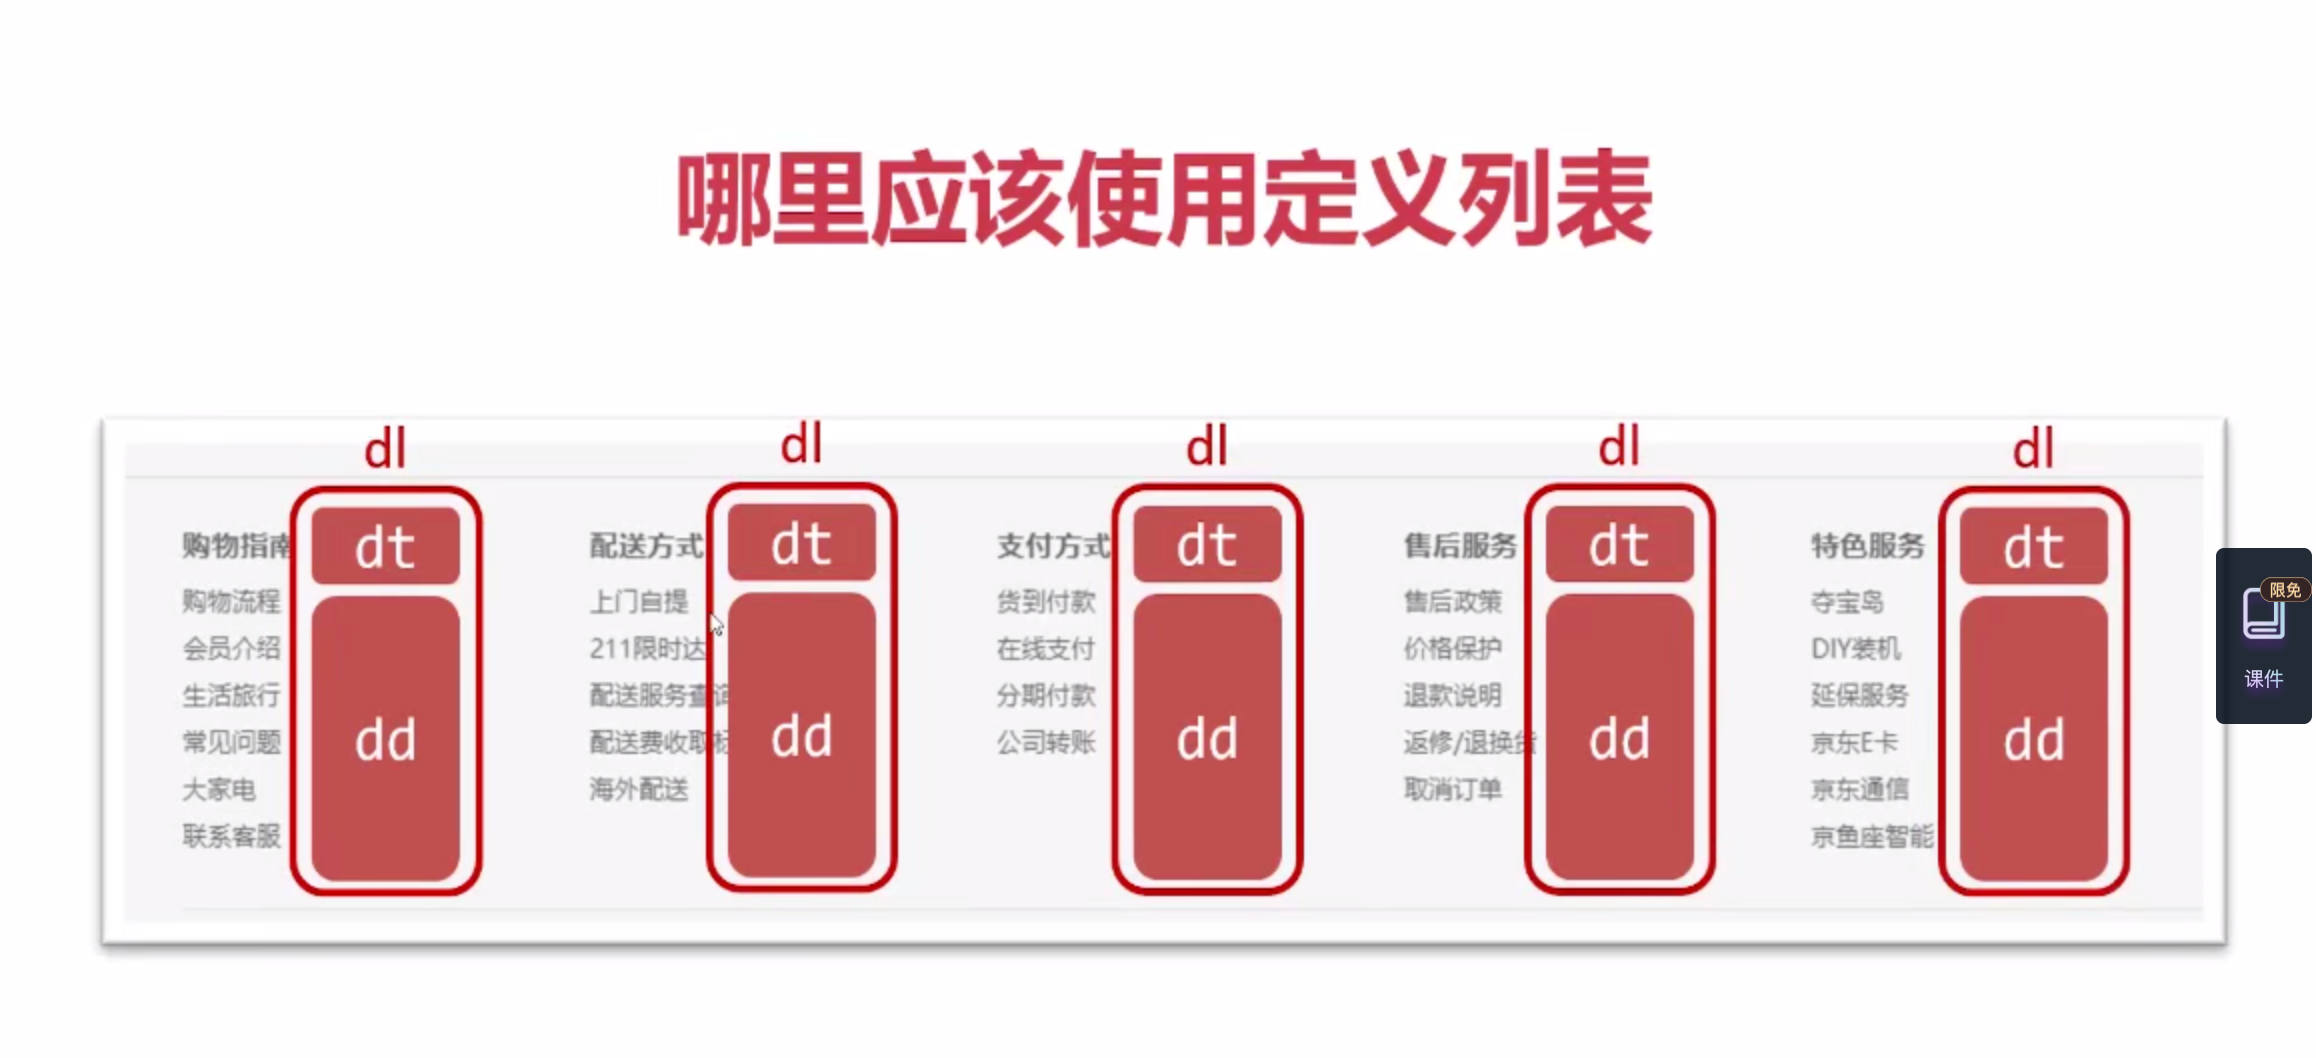 哪里应该使用定义列表
dl dl dl dl dl
购物指南 dt 配送方式 dt 支付方式 dt 售后服务 dt 特色服务 dt
购物流程 上门自提 货到付款 售后政策 夺宝岛
会员介绍 211限时达 在线支付 价格保护 DIY装机
生活旅行 配送服务查询 分期付款 退款说明 延保服务
常见问题 dd 配送费收取 dd 公司转账 dd 返修/退换货 dd 京东E卡 dd
大家电 海外配送 取消订单 京东通信
联系客服 京鱼座智能
限免
课件